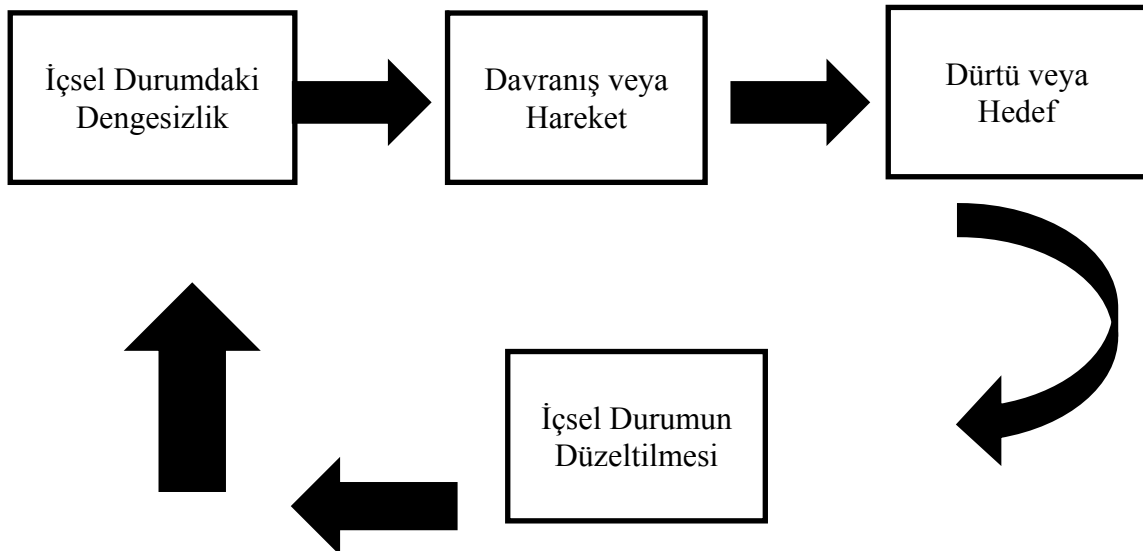 İçsel Durumdaki
Dengesizlik
Davranış veya
Hareket
Dürtü veya
Hedef
İçsel Durumun
Düzeltilmesi